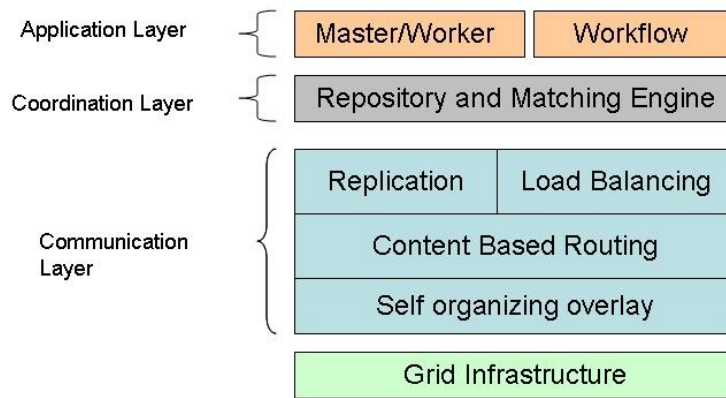 Application Layer
Master/Worker
Workflow
Coordination Layer
Repository and Matching Engine
Replication
Load Balancing
Communication
Layer
Content Based Routing
Self organizing overlay
Grid Infrastructure